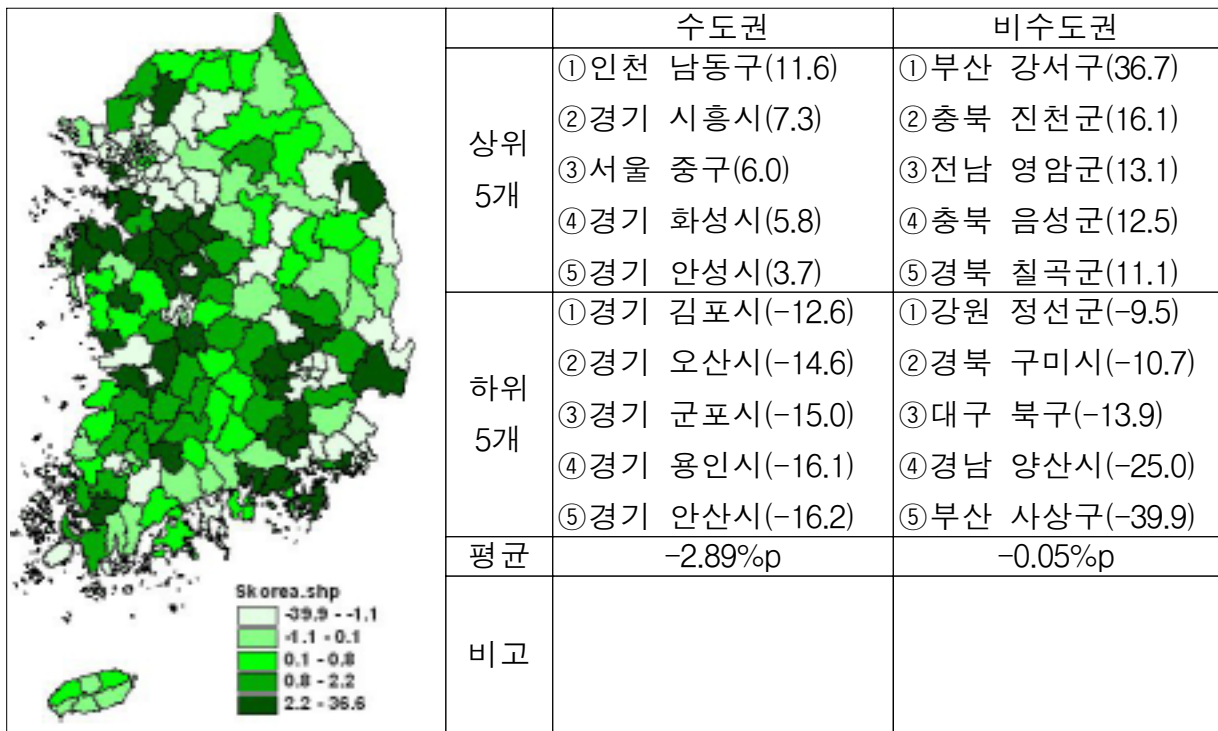 수도권 비수도권
상위
5개
①인천 남동구(11.6)
②경기 시흥시(7.3)
③서울 중구(6.0)
④경기 화성시(5.8)
⑤경기 안성시(3.7)
①부산 강서구(36.7)
②충북 진천군(16.1)
③전남 영암군(13.1)
④충북 음성군(12.5)
⑤경북 칠곡군(11.1)
하위
5개
①경기 김포시(-12.6)
②경기 오산시(-14.6)
③경기 군포시(-15.0)
④경기 용인시(-16.1)
⑤경기 안산시(-16.2)
①강원 정선군(-9.5)
②경북 구미시(-10.7)
③대구 북구(-13.9)
④경남 양산시(-25.0)
⑤부산 사상구(-39.9)
평균 -2.89%p -0.05%p
비고
Skorea.shp
-39.9 - -1.1
-1.1 - 0.1
0.1 - 0.8
0.8 - 2.2
2.2 - 36.6